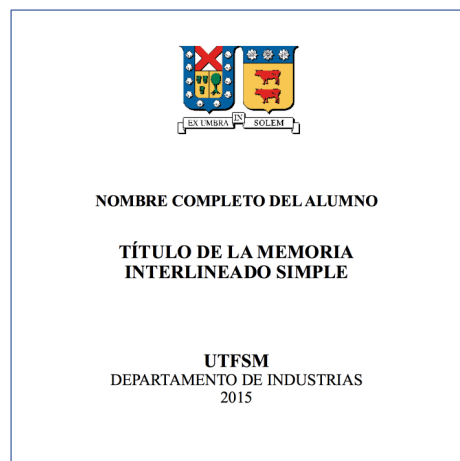 EX UMBRA IN SOLEM
NOMBRE COMPLETO DEL ALUMNO
TÍTULO DE LA MEMORIA
INTERLINEADO SIMPLE
UTFSM
DEPARTAMENTO DE INDUSTRIAS
2015